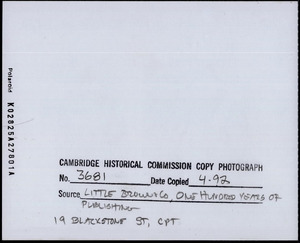 Polaroid K02825A27801A
CAMBRIDGE HISTORICAL COMMISSION COPY PHOTOGRAPH
No. 3681 Date Copied 4-92
Source LITTLE BROWN & CO, ONE HUNDRED YEARS OF
PUBLISHING
19 BLACKSTONE ST, CPT